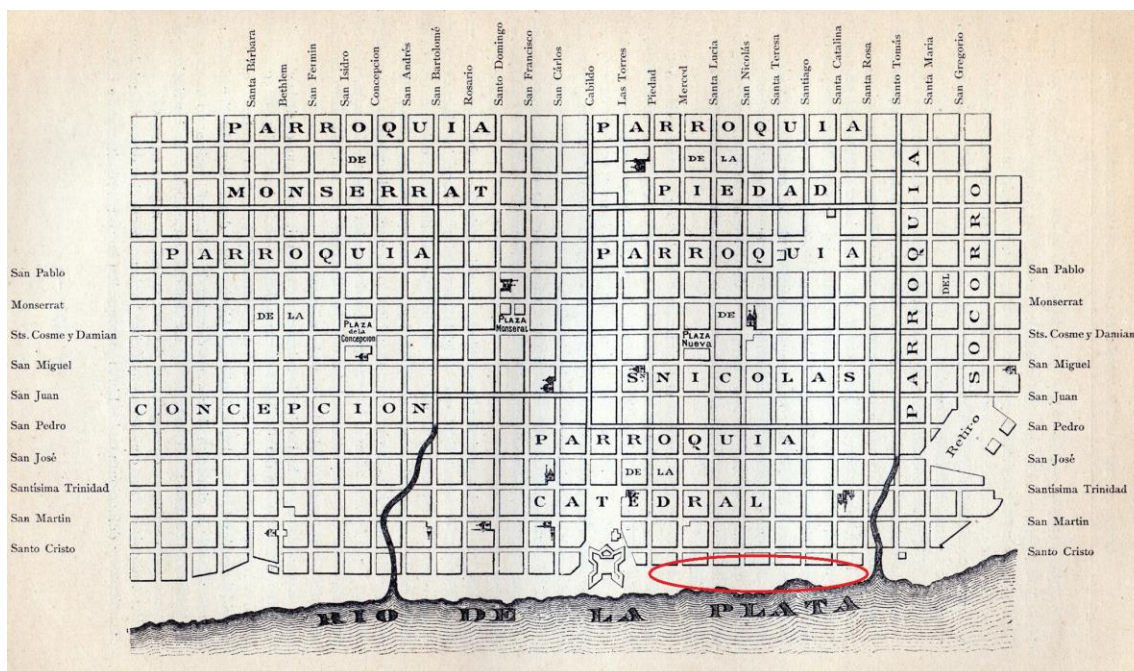 Santa Bárbara
Bethlem
San Fermin
San Isidro
Concepcion
San Andrés
San Bartolomé
Rosario
Santo Domingo
San Francisco
San Cárlos
Cabildo
Las Torres
Piedad
Merced
Santa Lucia
San Nicolás
Santa Teresa
Santiago
Santa Catalina
Santa Rosa
Santo Tomás
Santa María
San Gregorio
PARROQUIA
DE
MONSERRAT
PARROQUIA
DE LA
PIEDAD
PARROQUIA
DE LA
CONCEPCION
PARROQUIA
DE
S NICOLAS
PARROQUIA
DEL
SOCORRO
PLAZA
de la
Concepcion
PLAZA
Monserat
PLAZA
Nueva
PARROQUIA
DE LA
CATEDRAL
Retiro
San Pablo
Monserrat
Sts. Cosme y Damian
San Miguel
San Juan
San Pedro
San José
Santísima Trinidad
San Martin
Santo Cristo
San Pablo
Monserrat
Sts. Cosme y Damian
San Miguel
San Juan
San Pedro
San José
Santísima Trinidad
San Martin
Santo Cristo
RIO DE LA PLATA